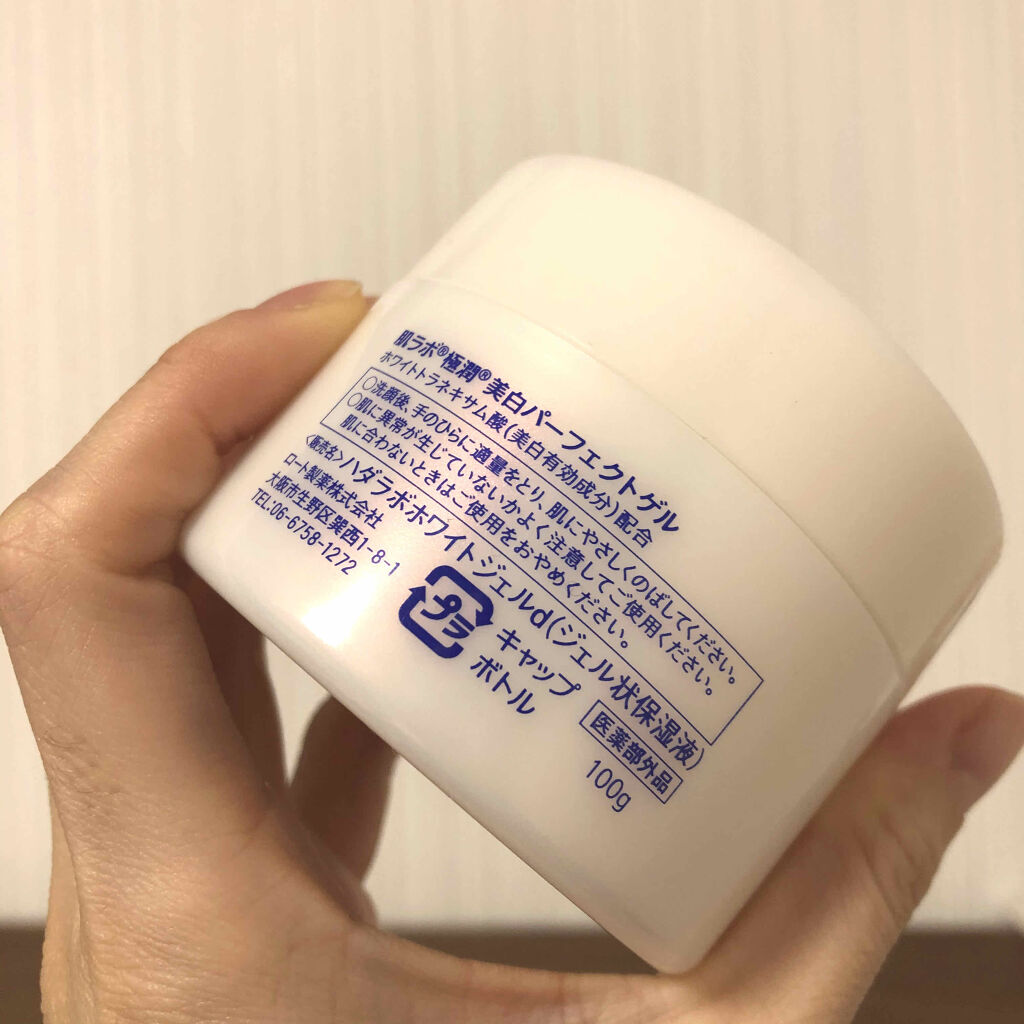 肌ラボ®極潤®美白パーフェクトゲル
ホワイトトラネキサム酸(美白有効成分)配合
○洗顔後、手のひらに適量をとり、肌にやさしくのばしてください。
○肌に異常が生じていないかよく注意してご使用ください。
肌に合わないときはご使用をおやめください。
<販売名>ハダラボホワイトジェルd(ジェル状保湿液)
ロート製薬株式会社
大阪市生野区巽西1-8-1
TEL:06-6758-1272
プラ
キャップ
ボトル
医薬部外品
100g